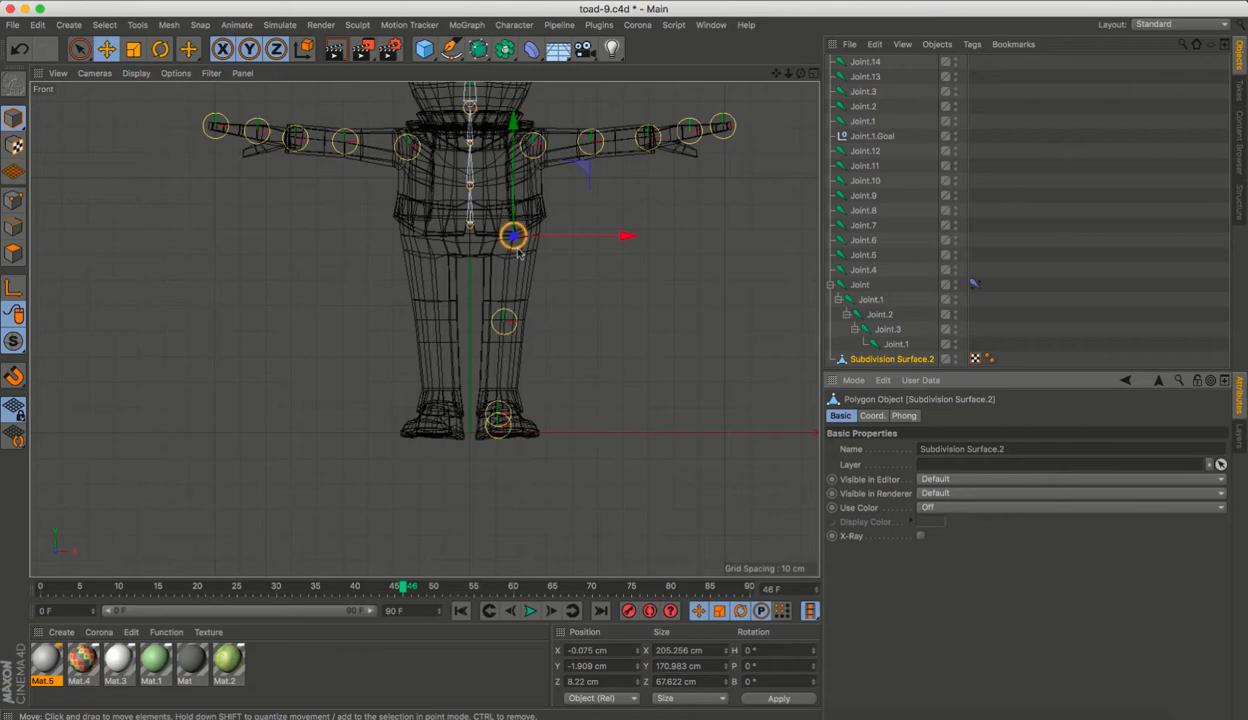 toad-9.c4d * - Main
File Edit Create Select Tools Mesh Snap Animate Simulate Render Sculpt Motion Tracker MoGraph Character Pipeline Plugins Corona Script Window Help Layout: Standard
X Y Z
File Edit View Objects Tags Bookmarks
View Cameras Display Options Filter Panel
Front
Joint.14
Joint.13
Joint.3
Joint.2
Joint.1
Joint.1.Goal
Joint.12
Joint.11
Joint.10
Joint.9
Joint.8
Joint.7
Joint.6
Joint.5
Joint.4
Joint
Joint.1
Joint.2
Joint.3
Joint.1
Subdivision Surface.2
Objects
Takes
Content Browser
Structure
Mode Edit User Data
Polygon Object [Subdivision Surface.2]
Basic Coord. Phong
Basic Properties
Name Subdivision Surface.2
Layer
Visible in Editor Default
Visible in Renderer Default
Use Color Off
Display Color
X-Ray
Attributes
Layers
Grid Spacing : 10 cm
0 5 10 15 20 25 30 35 40 45 46 50 55 60 65 70 75 80 85 90 46 F
0 F 0 F 90 F 90 F
Create Corona Edit Function Texture
Mat.5 Mat.4 Mat.3 Mat.1 Mat Mat.2
Position Size Rotation
X -0.075 cm X 205.256 cm H 0 °
Y -1.909 cm Y 170.983 cm P 0 °
Z 8.22 cm Z 67.622 cm B 0 °
Object (Rel) Size Apply
MAXON CINEMA 4D
Move: Click and drag to move elements. Hold down SHIFT to quantize movement / add to the selection in point mode, CTRL to remove.